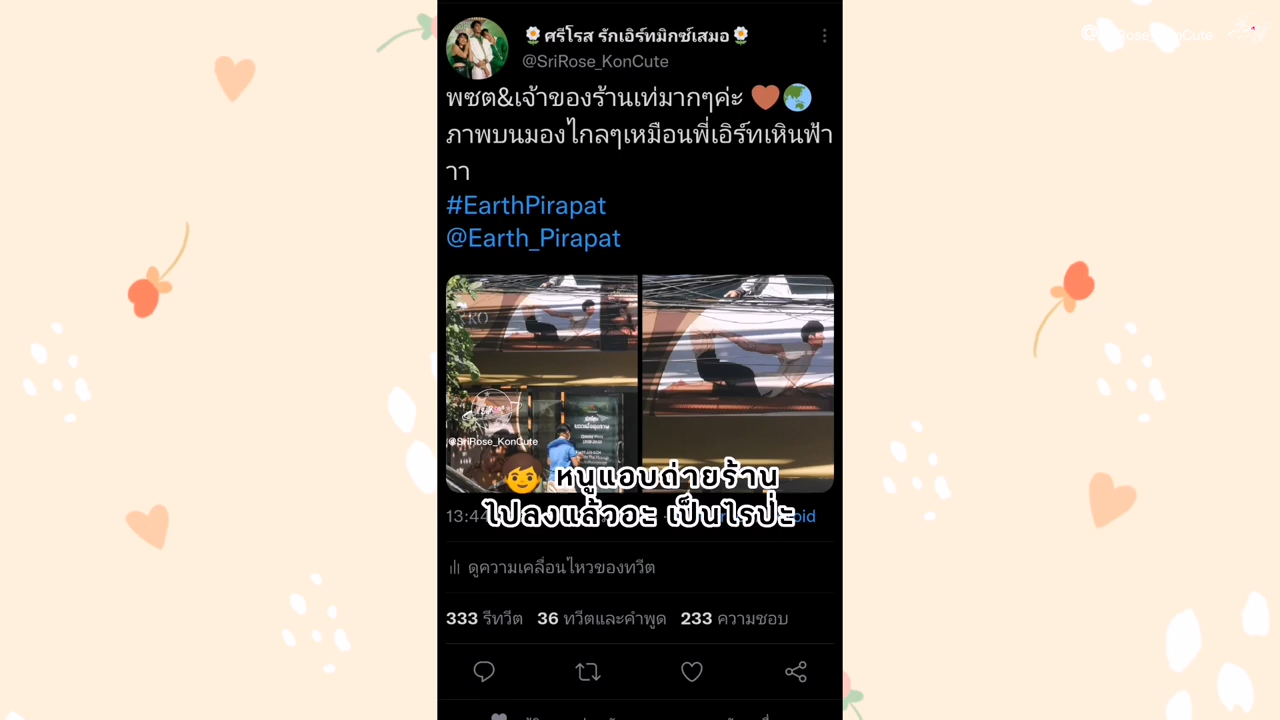 🌼ศรีโรส รักเอิร์ทมิกซ์เสมอ🌼
@SriRose_KonCute
พซต&เจ้าของร้านเท่มากๆค่ะ 🤎🌏
ภาพบนมองไกลๆเหมือนพี่เอิร์ทเหินฟ้า
าา
#EarthPirapat
@Earth_Pirapat
@SriRose_KonCute
หนูแอบถ่ายร้าน
ไปลงแล้วอะ เป็นไรปะ
ดูความเคลื่อนไหวของทวีต
333 รีทวีต 36 ทวีตและคำพูด 233 ความชอบ